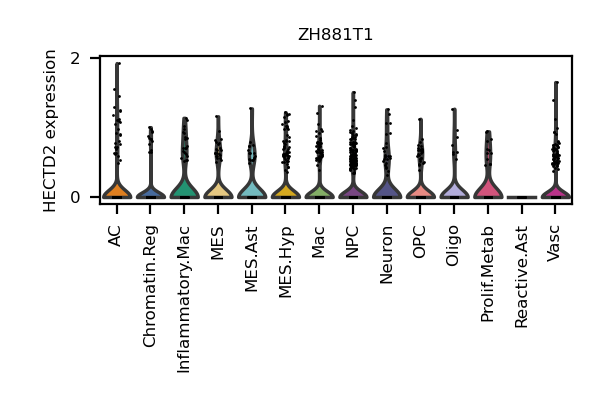 ZH881T1
HECTD2 expression
2
0
AC
Chromatin.Reg
Inflammatory.Mac
MES
MES.Ast
MES.Hyp
Mac
NPC
Neuron
OPC
Oligo
Prolif.Metab
Reactive.Ast
Vasc